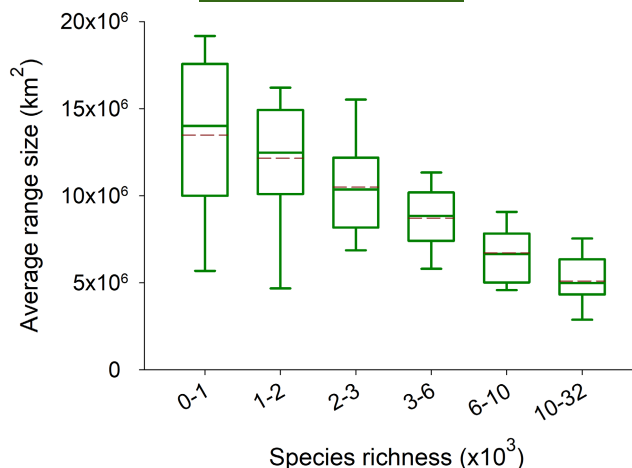 20x10⁶
15x10⁶
10x10⁶
5x10⁶
0
Average range size (km²)
0-1
1-2
2-3
3-6
6-10
10-32
Species richness (x10³)